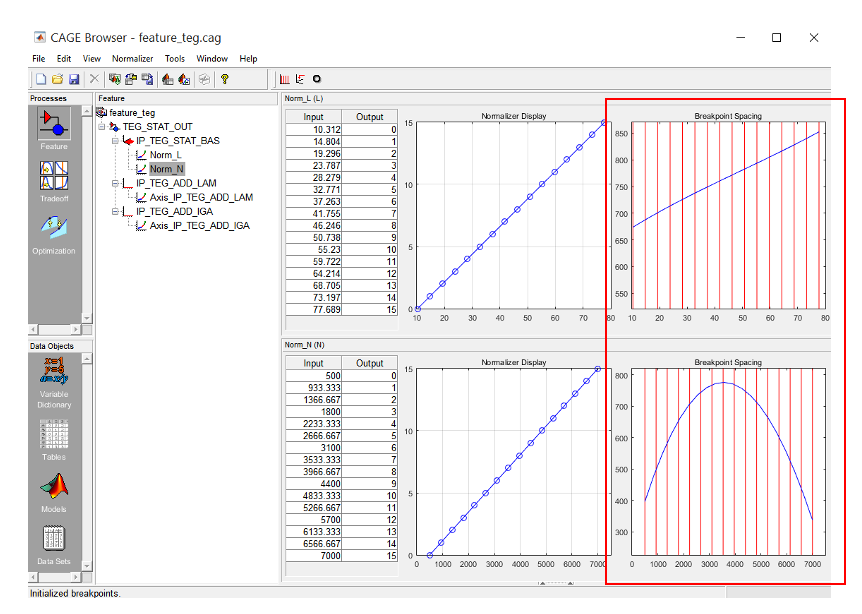 CAGE Browser - feature_teg.cag
File Edit View Normalizer Tools Window Help
Processes
Feature
Tradeoff
Optimization
Data Objects
Variable
Dictionary
Tables
Models
Data Sets
Feature
feature_teg
TEG_STAT_OUT
IP_TEG_STAT_BAS
Norm_L
Norm_N
IP_TEG_ADD_LAM
Axis_IP_TEG_ADD_LAM
IP_TEG_ADD_IGA
Axis_IP_TEG_ADD_IGA
Norm_L (L)
Input Output
10.312 0
14.804 1
19.296 2
23.787 3
28.279 4
32.771 5
37.263 6
41.755 7
46.246 8
50.738 9
55.23 10
59.722 11
64.214 12
68.705 13
73.197 14
77.689 15
Normalizer Display
15
10
5
0
10 20 30 40 50 60 70 80
Breakpoint Spacing
850
800
750
700
650
600
550
10 20 30 40 50 60 70 80
Norm_N (N)
Input Output
500 0
933.333 1
1366.667 2
1800 3
2233.333 4
2666.667 5
3100 6
3533.333 7
3966.667 8
4400 9
4833.333 10
5266.667 11
5700 12
6133.333 13
6566.667 14
7000 15
Normalizer Display
15
10
5
0
0 1000 2000 3000 4000 5000 6000 7000
Breakpoint Spacing
800
700
600
500
400
300
0 1000 2000 3000 4000 5000 6000 7000
Initialized breakpoints.